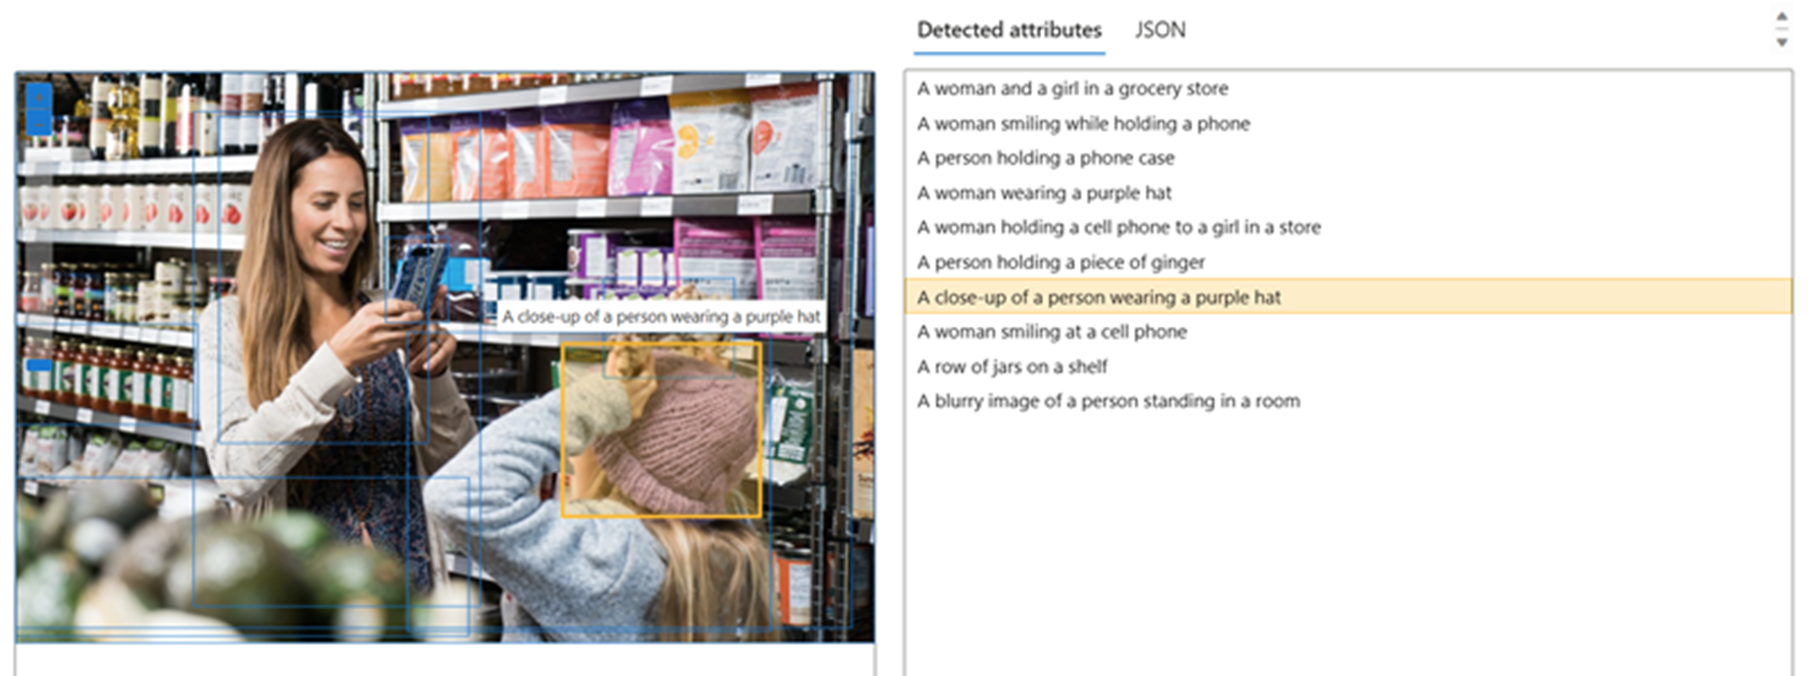 Detected attributes JSON
A woman and a girl in a grocery store
A woman smiling while holding a phone
A person holding a phone case
A woman wearing a purple hat
A woman holding a cell phone to a girl in a store
A person holding a piece of ginger
A close-up of a person wearing a purple hat
A woman smiling at a cell phone
A row of jars on a shelf
A blurry image of a person standing in a room
A close-up of a person wearing a purple hat